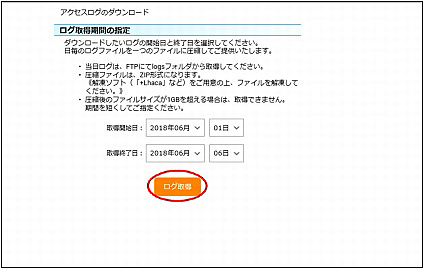 アクセスログのダウンロード
ログ取得期間の指定
ダウンロードしたいログの開始日と終了日を選択してください。
日毎のログファイルを一つのファイルに圧縮してご提供いたします。
・ 当日ログは、FTPにてlogsフォルダから取得してください。
・ 圧縮ファイルは、ZIP形式になります。
《解凍ソフト（「+Lhaca」など）をご用意の上、ファイルを解凍して
ください。》
・ 圧縮後のファイルサイズが1GBを超える場合は、取得できません。
期間を短くしてご指定ください。
取得開始日： 2018年06月 01日
取得終了日： 2018年06月 06日
ログ取得